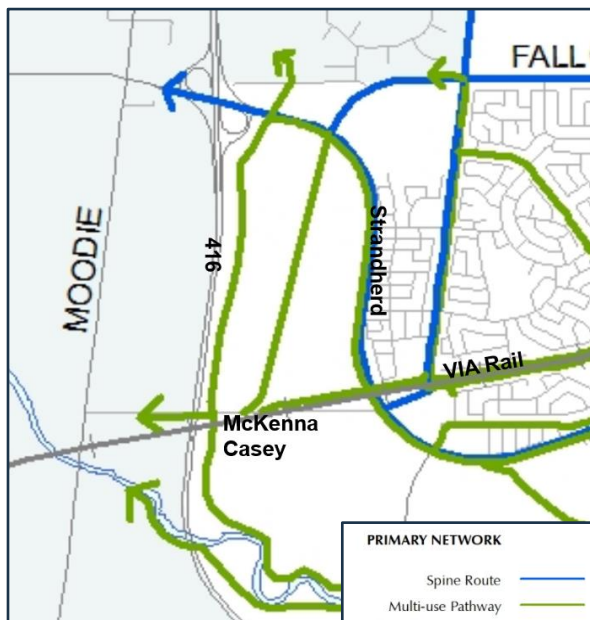 FALL
MOODIE
416
Strandherd
VIA Rail
McKenna
Casey
PRIMARY NETWORK
Spine Route
Multi-use Pathway